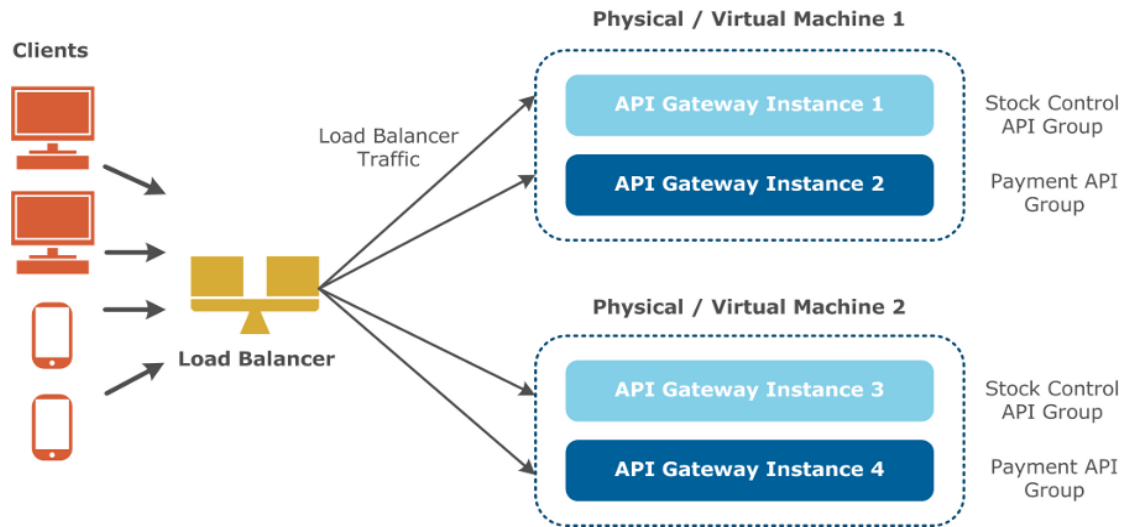 Physical / Virtual Machine 1
Clients
API Gateway Instance 1
Stock Control
API Group
Load Balancer
Traffic
API Gateway Instance 2
Payment API
Group
Physical / Virtual Machine 2
Load Balancer
API Gateway Instance 3
Stock Control
API Group
API Gateway Instance 4
Payment API
Group